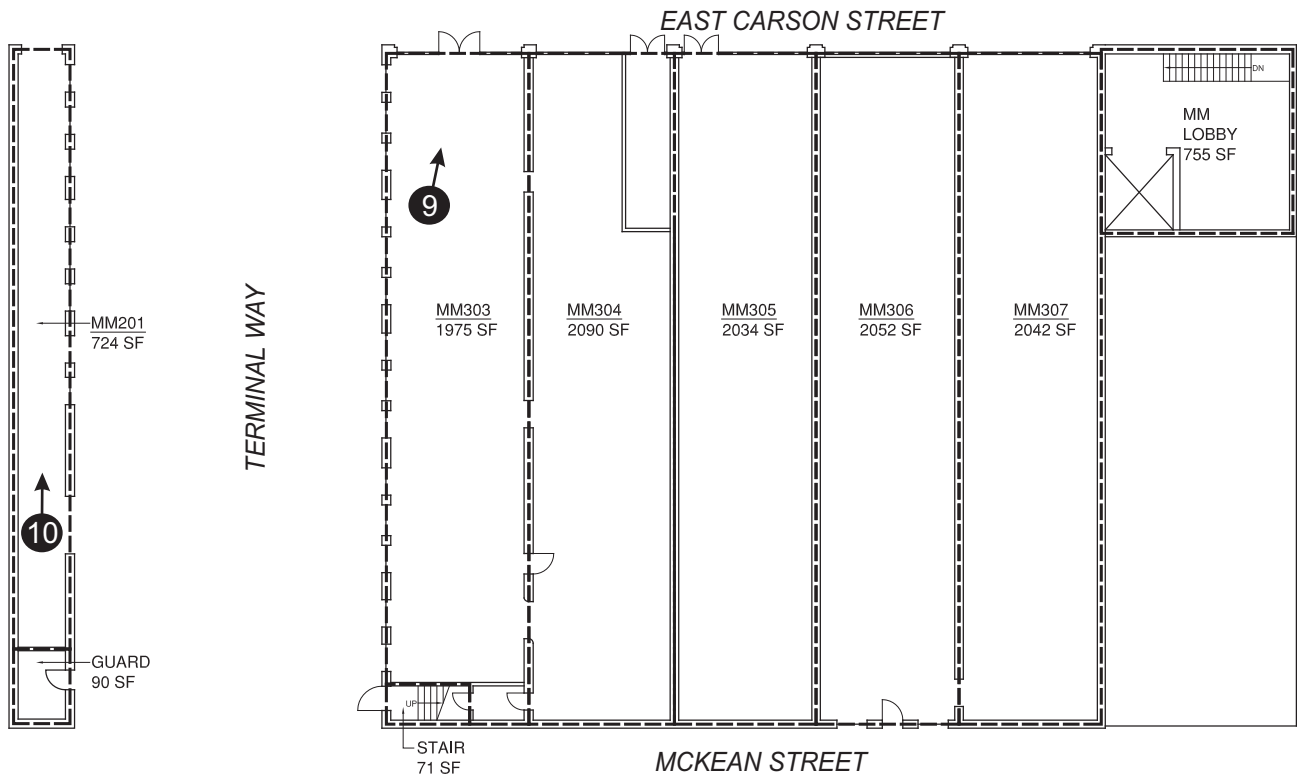 EAST CARSON STREET
DN
MM
LOBBY
755 SF
9
TERMINAL WAY
MM201
724 SF
MM303
1975 SF
MM304
2090 SF
MM305
2034 SF
MM306
2052 SF
MM307
2042 SF
10
GUARD
90 SF
UP
STAIR
71 SF
MCKEAN STREET